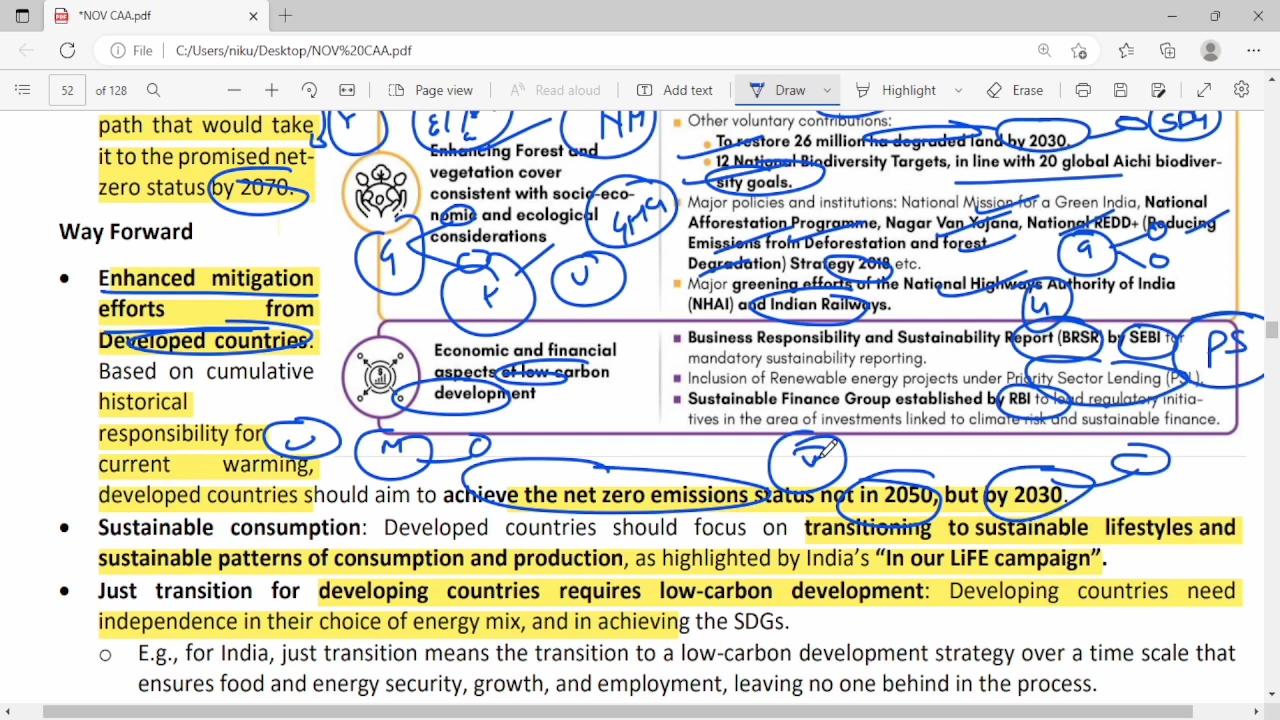 *NOV CAA.pdf
File
C:/Users/niku/Desktop/NOV%20CAA.pdf
52
of 128
Page view
Read aloud
Add text
Draw
Highlight
Erase
path that would take
it to the promised net-
zero status by 2070.
Way Forward
Enhanced mitigation
efforts from
Developed countries:
Based on cumulative
historical
responsibility for
current warming,
developed countries should aim to achieve the net zero emissions status not in 2050, but by 2030.
Enhancing Forest and
vegetation cover
consistent with socio-eco-
nomic and ecological
considerations
Other voluntary contributions:
To restore 26 million ha degraded land by 2030.
12 National Biodiversity Targets, in line with 20 global Aichi biodiver-
sity goals.
Major policies and institutions: National Mission for a Green India, National
Afforestation Programme, Nagar Van Yojana, National REDD+ (Reducing
Emissions from Deforestation and forest
Degradation) Strategy 2018 etc.
Major greening efforts of the National Highways Authority of India
(NHAI) and Indian Railways.
Economic and financial
aspects of low-carbon
development
Business Responsibility and Sustainability Report (BRSR) by SEBI for
mandatory sustainability reporting.
Inclusion of Renewable energy projects under Priority Sector Lending (PSL).
Sustainable Finance Group established by RBI to lead regulatory initia-
tives in the area of investments linked to climate risk and sustainable finance.
Sustainable consumption: Developed countries should focus on transitioning to sustainable lifestyles and
sustainable patterns of consumption and production, as highlighted by India's "In our LiFE campaign".
Just transition for developing countries requires low-carbon development: Developing countries need
independence in their choice of energy mix, and in achieving the SDGs.
E.g., for India, just transition means the transition to a low-carbon development strategy over a time scale that
ensures food and energy security, growth, and employment, leaving no one behind in the process.
PS
NM
M